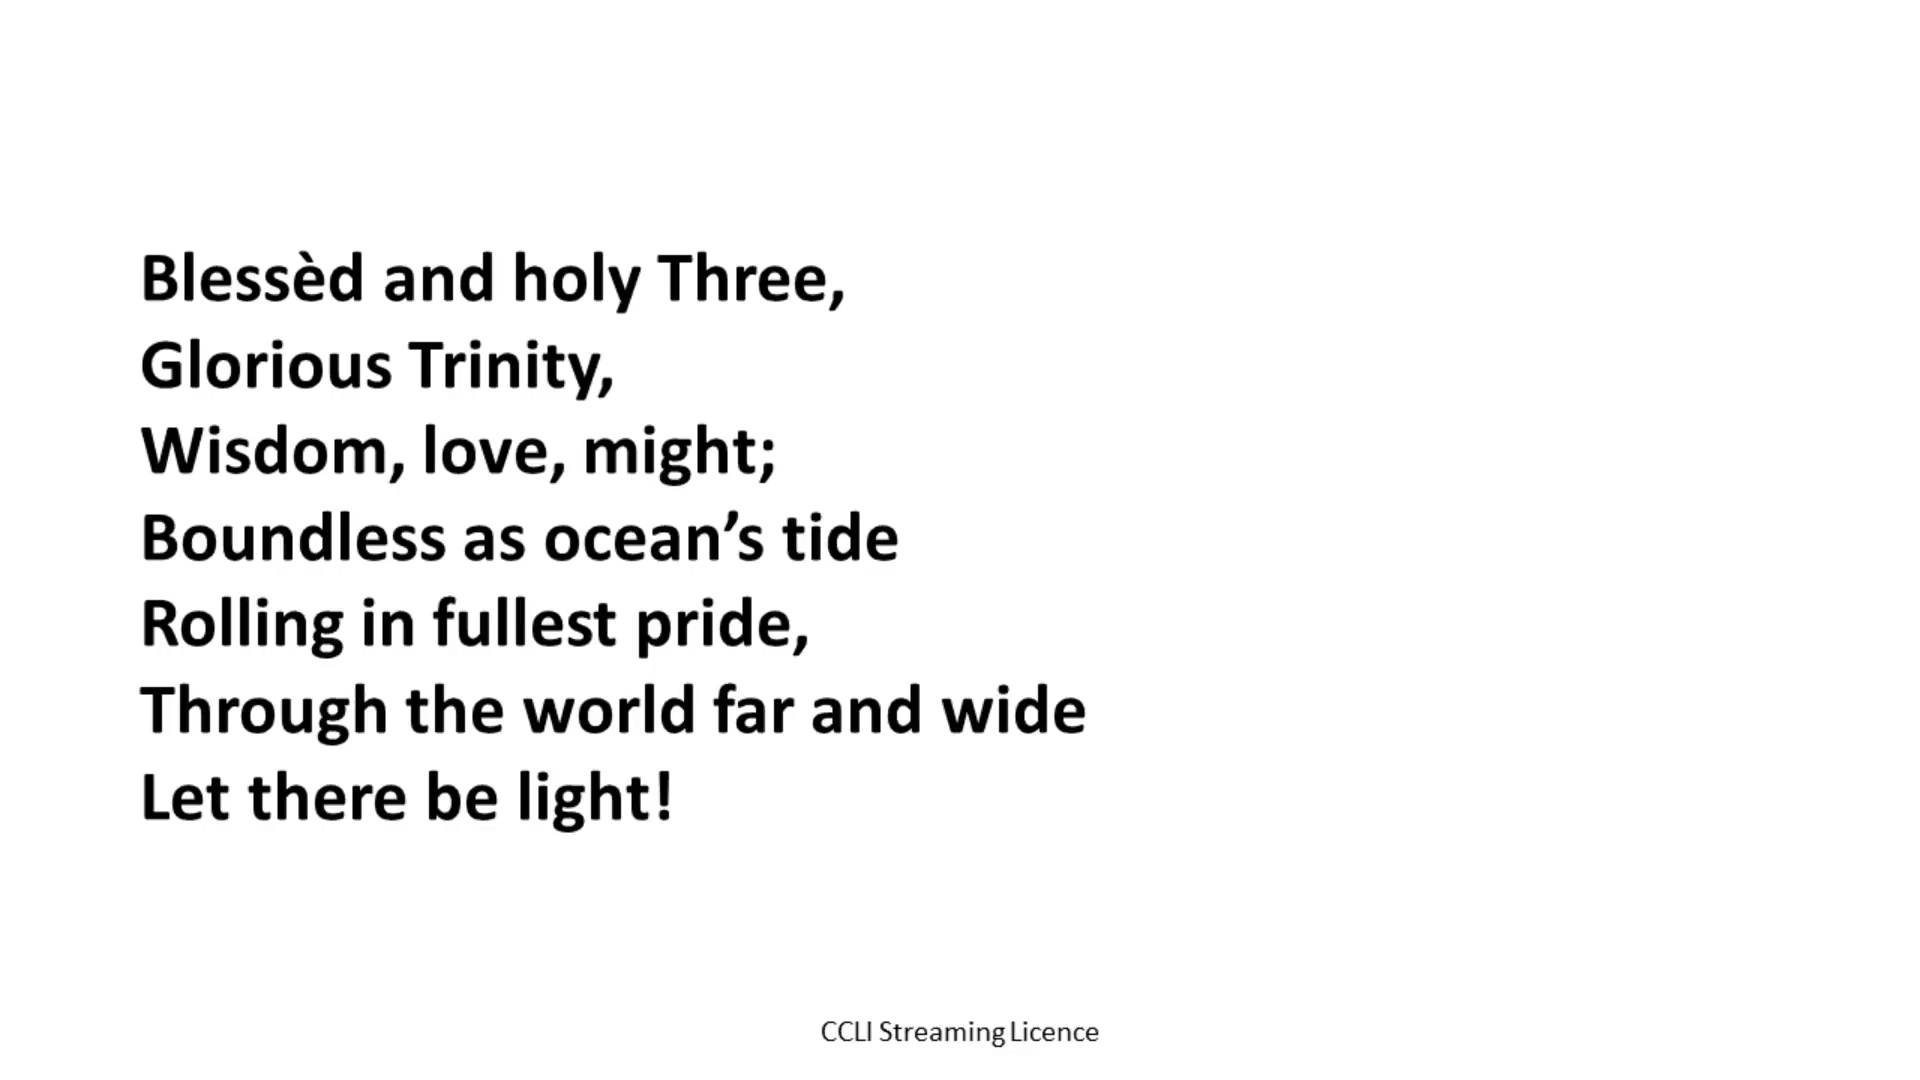 Blessèd and holy Three,
Glorious Trinity,
Wisdom, love, might;
Boundless as ocean’s tide
Rolling in fullest pride,
Through the world far and wide
Let there be light!
CCLI Streaming Licence